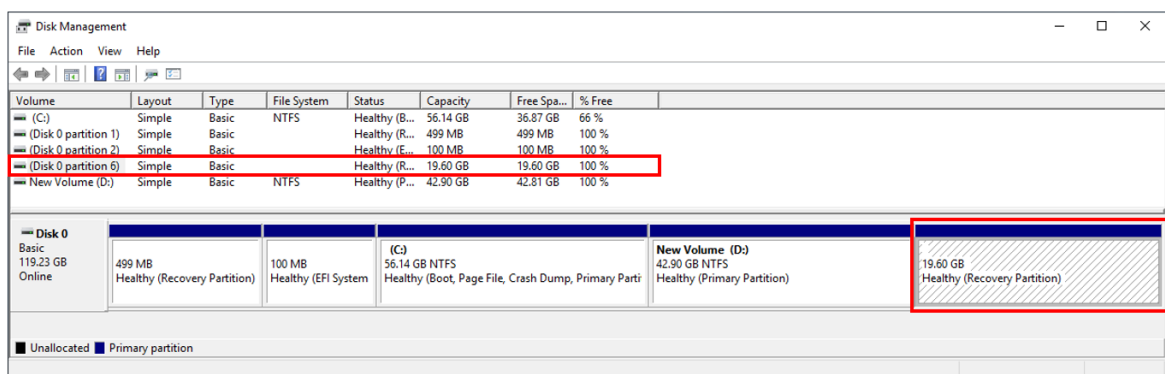 Disk Management
File Action View Help
Volume Layout Type File System Status Capacity Free Spa... % Free
(C:) Simple Basic NTFS Healthy (B... 56.14 GB 36.87 GB 66 %
(Disk 0 partition 1) Simple Basic Healthy (R... 499 MB 499 MB 100 %
(Disk 0 partition 2) Simple Basic Healthy (E... 100 MB 100 MB 100 %
(Disk 0 partition 6) Simple Basic Healthy (R... 19.60 GB 19.60 GB 100 %
New Volume (D:) Simple Basic NTFS Healthy (P... 42.90 GB 42.81 GB 100 %
Disk 0
Basic
119.23 GB
Online
499 MB
Healthy (Recovery Partition)
100 MB
Healthy (EFI System
(C:)
56.14 GB NTFS
Healthy (Boot, Page File, Crash Dump, Primary Parti
New Volume (D:)
42.90 GB NTFS
Healthy (Primary Partition)
19.60 GB
Healthy (Recovery Partition)
Unallocated Primary partition